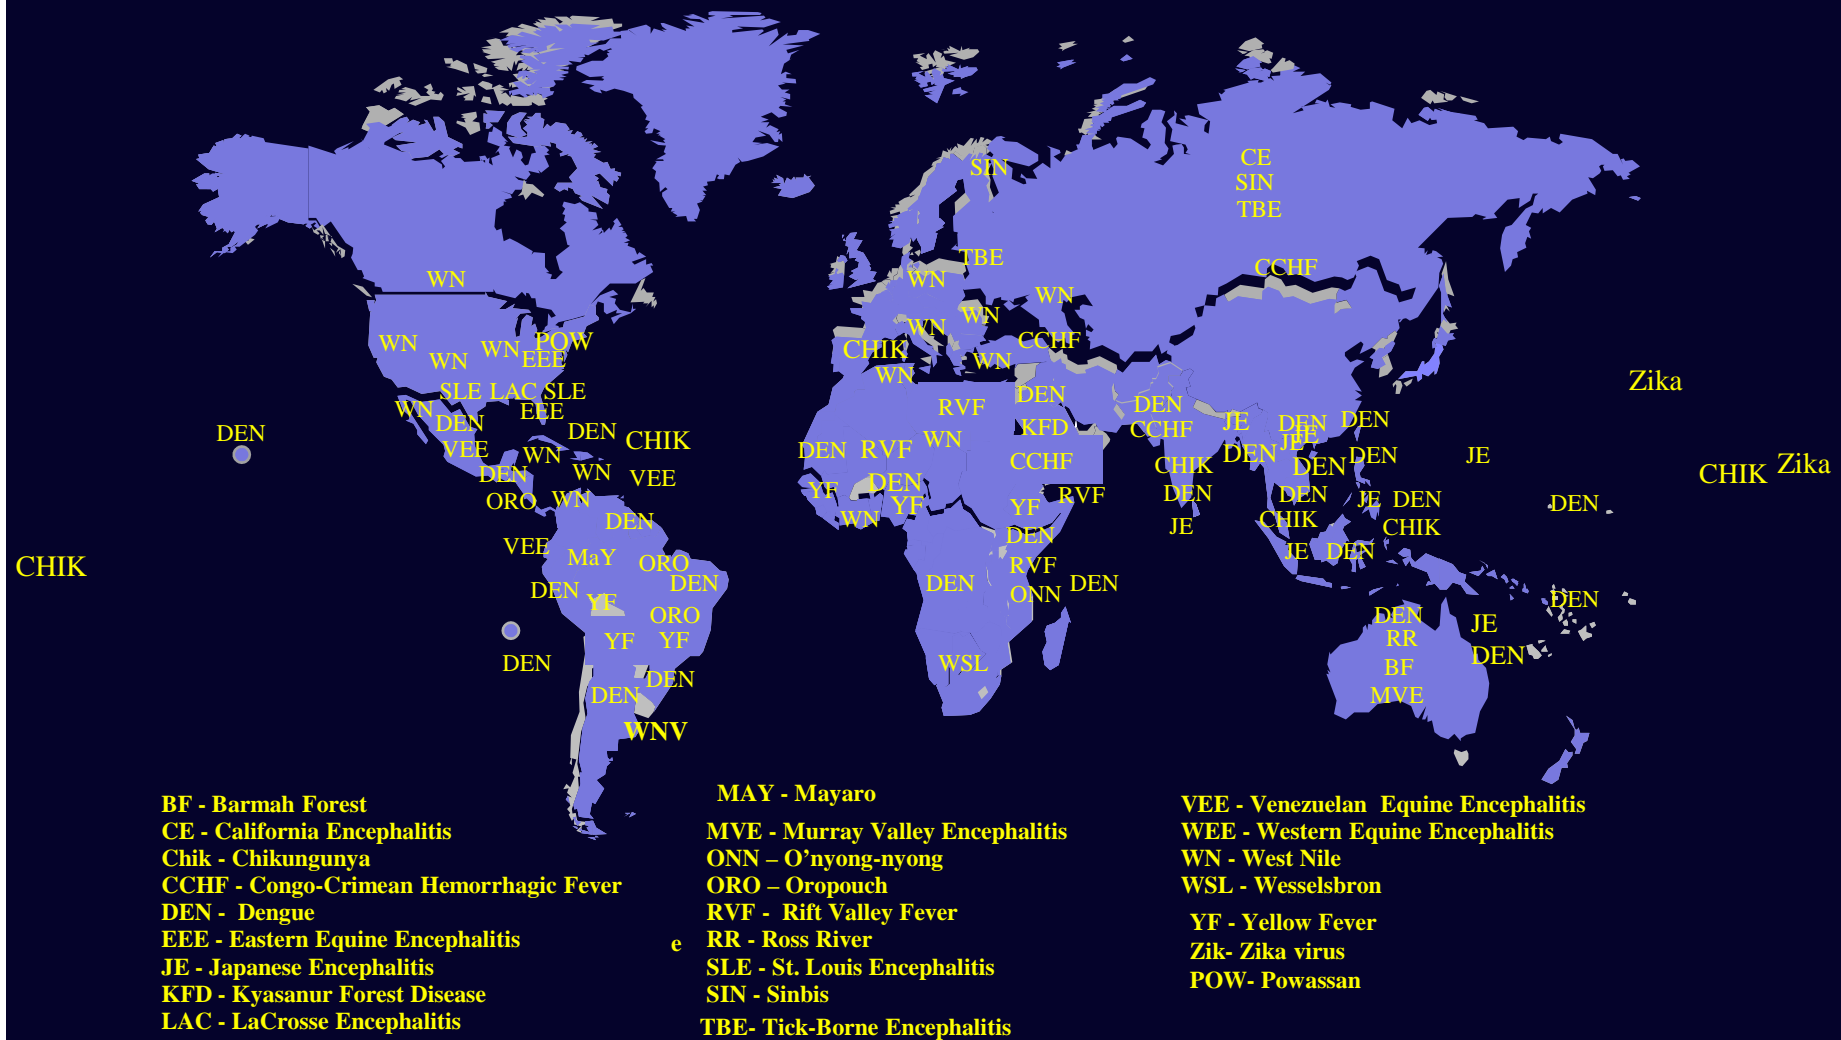 CE
SIN
SIN
TBE
TBE
CCHF
WN
WN
WN
WN
WN
CCHF
WN
WN
POW
WN
WN
EEE
CHIK
WN
WN
Zika
SLE LAC SLE
DEN
DEN
WN
EEE
RVF
DEN
DEN
DEN
JE
DEN
DEN
KFD
CCHF
JE
DEN
CHIK
WN
JE
VEE
WN
DEN
RVF
CCHF
DEN
DEN
JE
Zika
DEN
WN
VEE
CHIK
DEN
CHIK
DEN
ORO
WN
YF
YF
YF
RVF
DEN
DEN
JE
DEN
DEN
DEN
WN
JE
CHIK
CHIK
VEE
DEN
MaY
ORO
RVF
JE
DEN
CHIK
DEN
DEN
DEN
DEN
YF
ONN
DEN
ORO
DEN
JE
YF
YF
RR
DEN
WSL
BF
DEN
DEN
DEN
MVE
WNV
BF - Barmah Forest
CE - California Encephalitis
Chik - Chikungunya
CCHF - Congo-Crimean Hemorrhagic Fever
DEN - Dengue
EEE - Eastern Equine Encephalitis
JE - Japanese Encephalitis
KFD - Kyasanur Forest Disease
LAC - LaCrosse Encephalitis
MAY - Mayaro
MVE - Murray Valley Encephalitis
ONN – O’nyong-nyong
ORO – Oropouch
RVF - Rift Valley Fever
e
RR - Ross River
SLE - St. Louis Encephalitis
SIN - Sinbis
TBE- Tick-Borne Encephalitis
VEE - Venezuelan Equine Encephalitis
WEE - Western Equine Encephalitis
WN - West Nile
WSL - Wesselsbron
YF - Yellow Fever
Zik- Zika virus
POW- Powassan